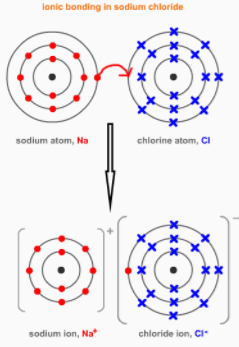 ionic bonding in sodium chloride
sodium atom, Na
chlorine atom, Cl
+
−
sodium ion, Na⁺
chloride ion, Cl⁻